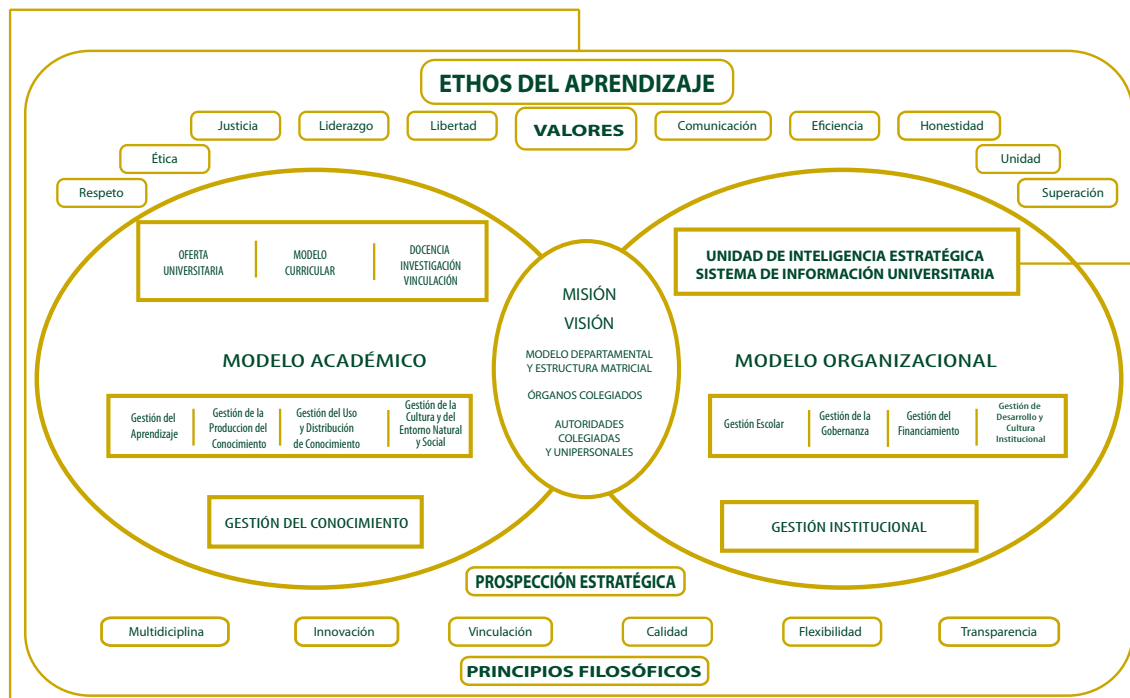 ETHOS DEL APRENDIZAJE
VALORES
Justicia
Liderazgo
Libertad
Comunicación
Eficiencia
Honestidad
Ética
Unidad
Respeto
Superación
OFERTA
UNIVERSITARIA
MODELO
CURRICULAR
DOCENCIA
INVESTIGACIÓN
VINCULACIÓN
MODELO ACADÉMICO
Gestión del
Aprendizaje
Gestión de la
Produccion del
Conocimiento
Gestión del Uso
y Distribución
de Conocimiento
Gestión de la
Cultura y del
Entorno Natural
y Social
GESTIÓN DEL CONOCIMIENTO
MISIÓN
VISIÓN
MODELO DEPARTAMENTAL
Y ESTRUCTURA MATRICIAL
ÓRGANOS COLEGIADOS
AUTORIDADES
COLEGIADAS
Y UNIPERSONALES
UNIDAD DE INTELIGENCIA ESTRATÉGICA
SISTEMA DE INFORMACIÓN UNIVERSITARIA
MODELO ORGANIZACIONAL
Gestión Escolar
Gestión de la
Gobernanza
Gestión del
Financiamiento
Gestión de
Desarrollo y
Cultura
Institucional
GESTIÓN INSTITUCIONAL
PROSPECCIÓN ESTRATÉGICA
Multidiciplina
Innovación
Vinculación
Calidad
Flexibilidad
Transparencia
PRINCIPIOS FILOSÓFICOS